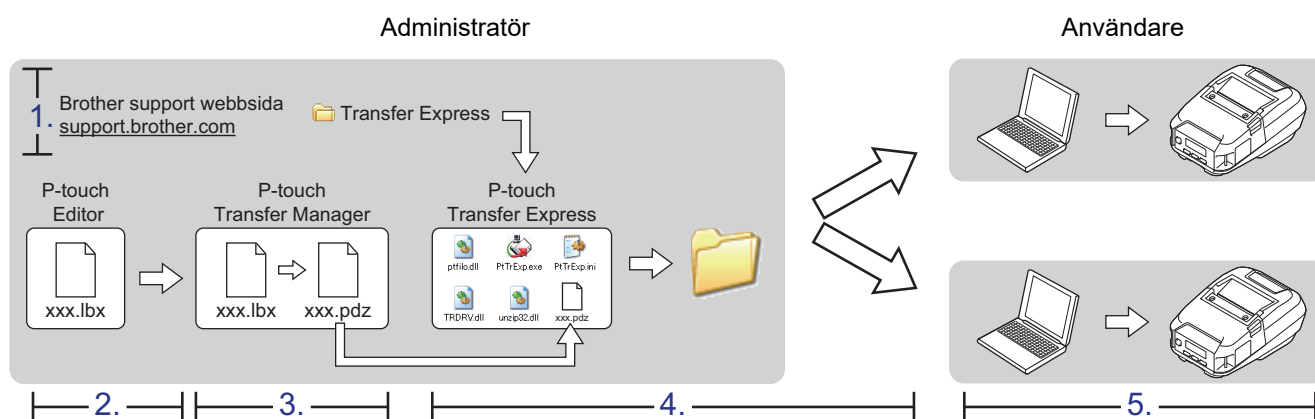 Administratör
Användare
1.
Brother support webbsida
support.brother.com
Transfer Express
P-touch
Editor
xxx.lbx
P-touch
Transfer Manager
xxx.lbx
xxx.pdz
P-touch
Transfer Express
ptfilo.dll
PtTrExp.exe
PtTrExp.ini
TRDRV.dll
unzip32.dll
xxx.pdz
2.
3.
4.
5.